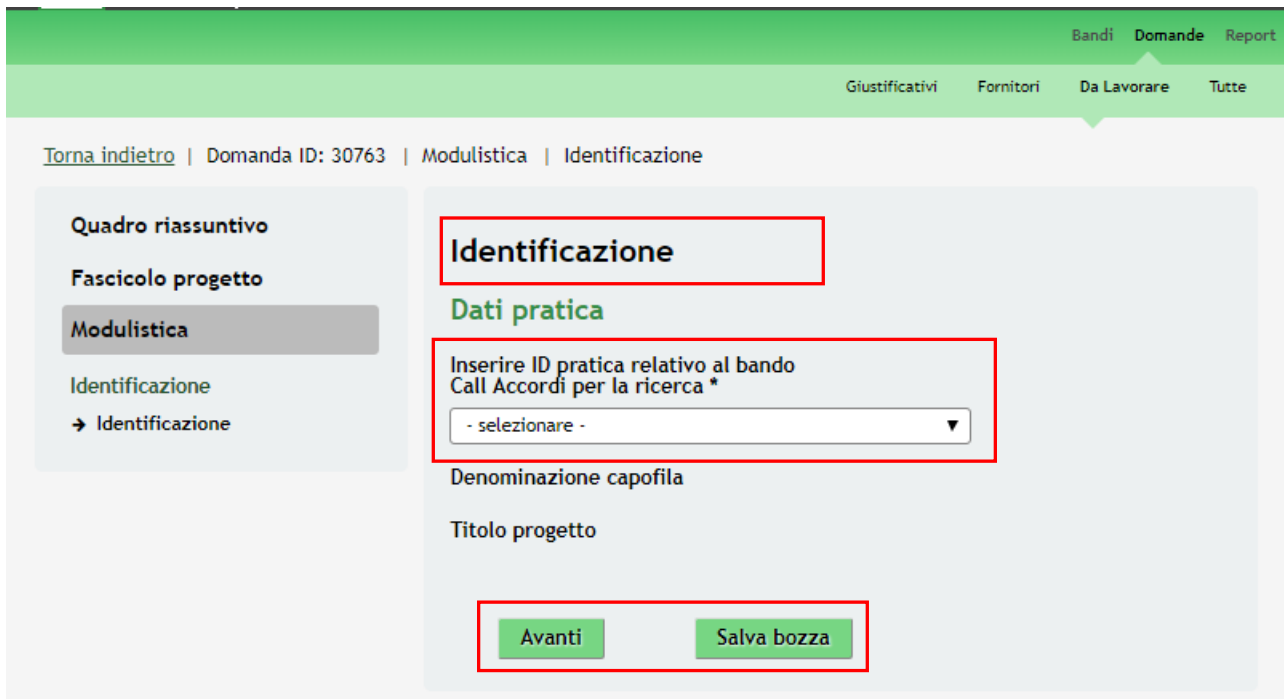 Bandi Domande Report
Giustificativi Fornitori Da Lavorare Tutte
Torna indietro | Domanda ID: 30763 | Modulistica | Identificazione
Quadro riassuntivo
Fascicolo progetto
Modulistica
Identificazione
→ Identificazione
Identificazione
Dati pratica
Inserire ID pratica relativo al bando
Call Accordi per la ricerca *
- selezionare -
Denominazione capofila
Titolo progetto
Avanti Salva bozza